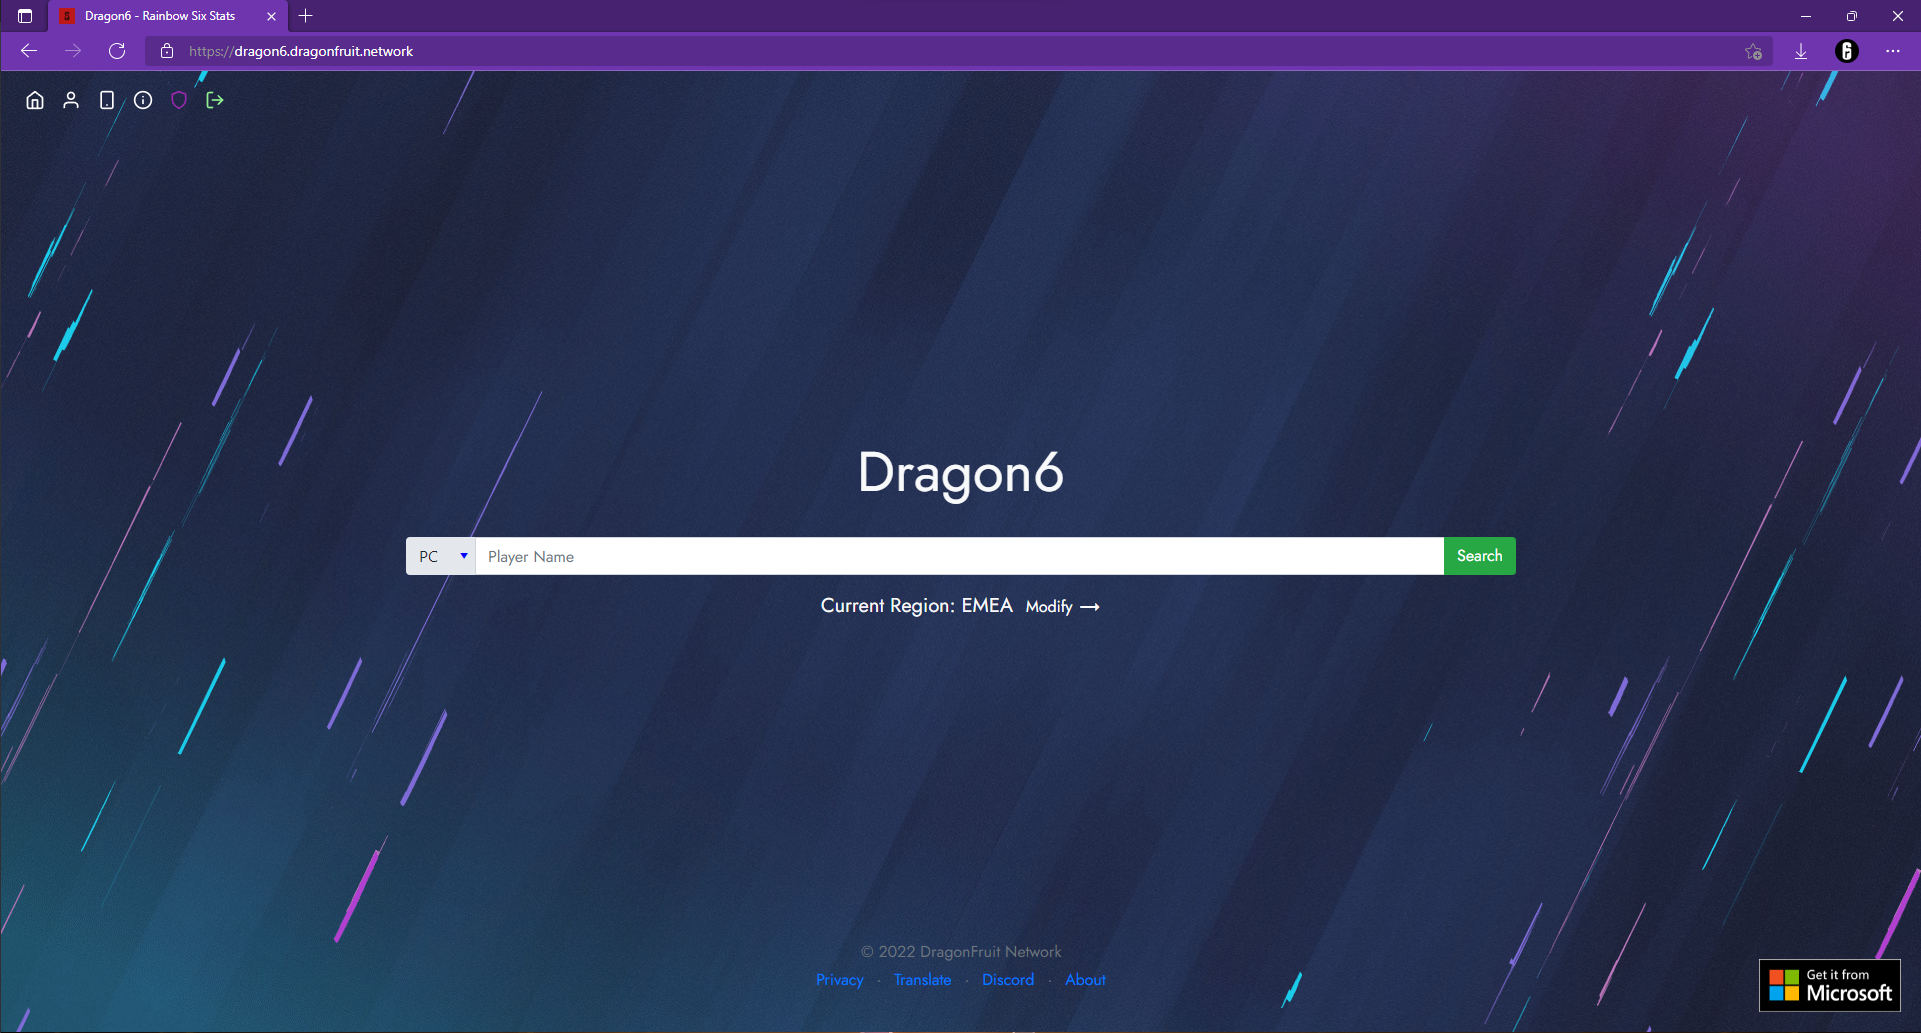 Dragon6 - Rainbow Six Stats
https://dragon6.dragonfruit.network
Dragon6
PC
Player Name
Search
Current Region: EMEA Modify ⟶
© 2022 DragonFruit Network
Privacy · Translate · Discord · About
Get it from
Microsoft